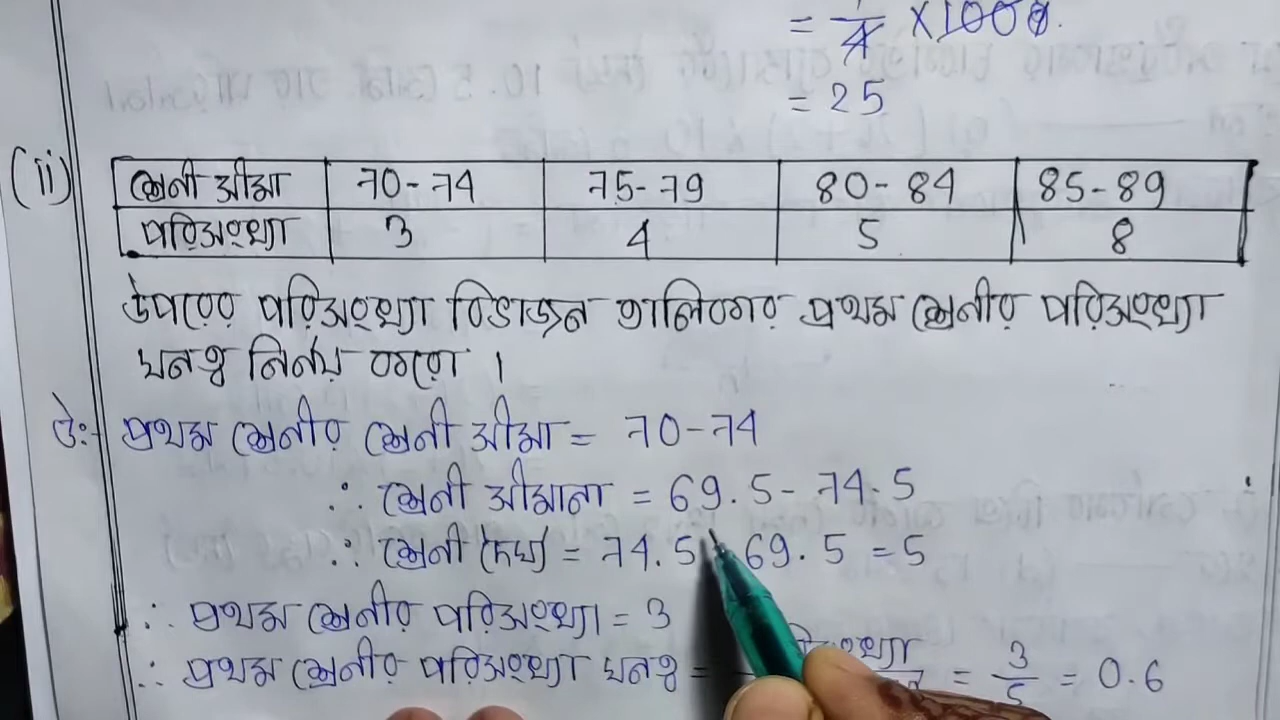 = 1/4 × 1000
= 25
(ii) শ্রেণী সীমা 70-74 75-79 80-84 85-89
পরিসংখ্যা 3 4 5 8
উপরের পরিসংখ্যা বিভাজন তালিকার প্রথম শ্রেনীর পরিসংখ্যা
ঘনত্ব নির্নয় করো ।
উঃ- প্রথম শ্রেনীর শ্রেনী সীমা = 70-74
∴ শ্রেনী সীমানা = 69.5 - 74.5
∴ শ্রেনী দৈর্ঘ্য = 74.5 69.5 = 5
∴ প্রথম শ্রেনীর পরিসংখ্যা = 3
∴ প্রথম শ্রেনীর পরিসংখ্যা ঘনত্ব = = 3/5 = 0.6